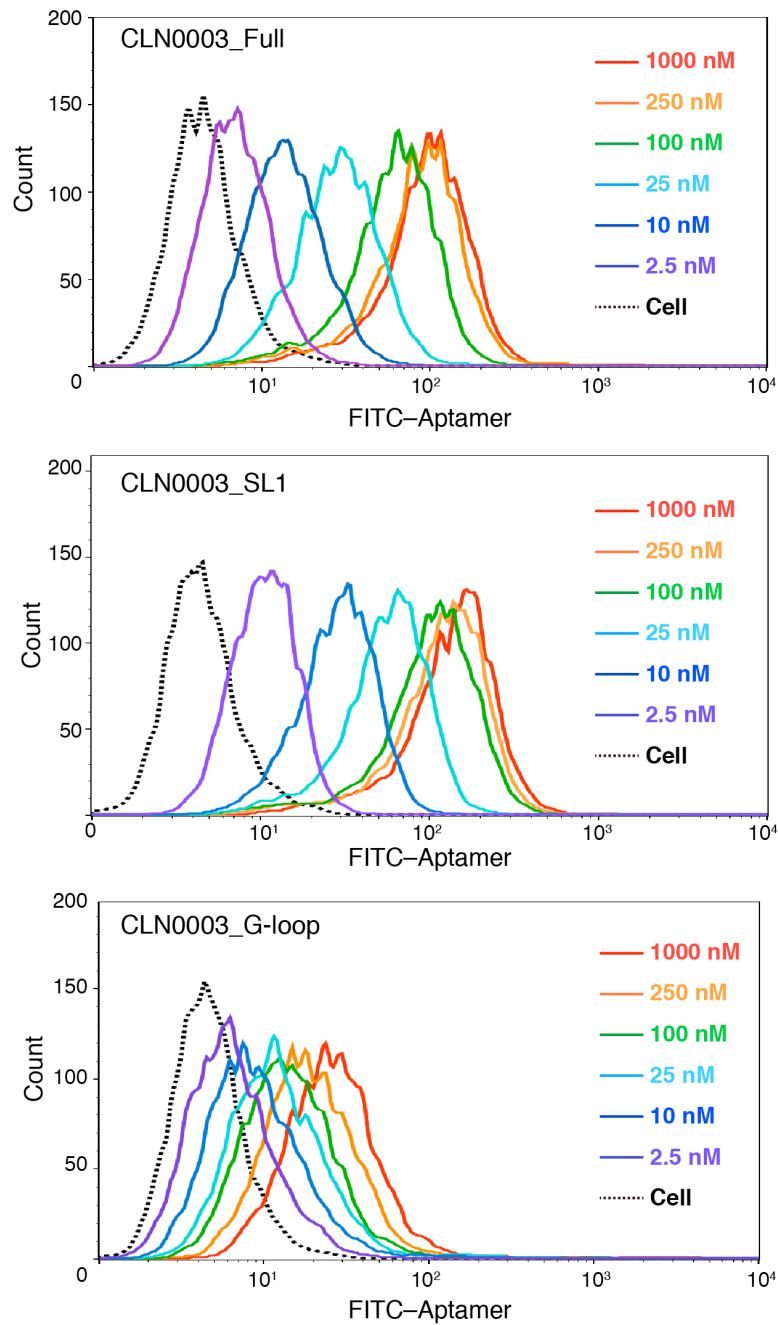 CLN0003_Full
200
150
100
50
0
Count
1000 nM
250 nM
100 nM
25 nM
10 nM
2.5 nM
Cell
10¹
10²
10³
10⁴
FITC–Aptamer
CLN0003_SL1
200
150
100
50
0
Count
1000 nM
250 nM
100 nM
25 nM
10 nM
2.5 nM
Cell
10¹
10²
10³
10⁴
FITC–Aptamer
CLN0003_G-loop
200
150
100
50
0
Count
1000 nM
250 nM
100 nM
25 nM
10 nM
2.5 nM
Cell
10¹
10²
10³
10⁴
FITC–Aptamer